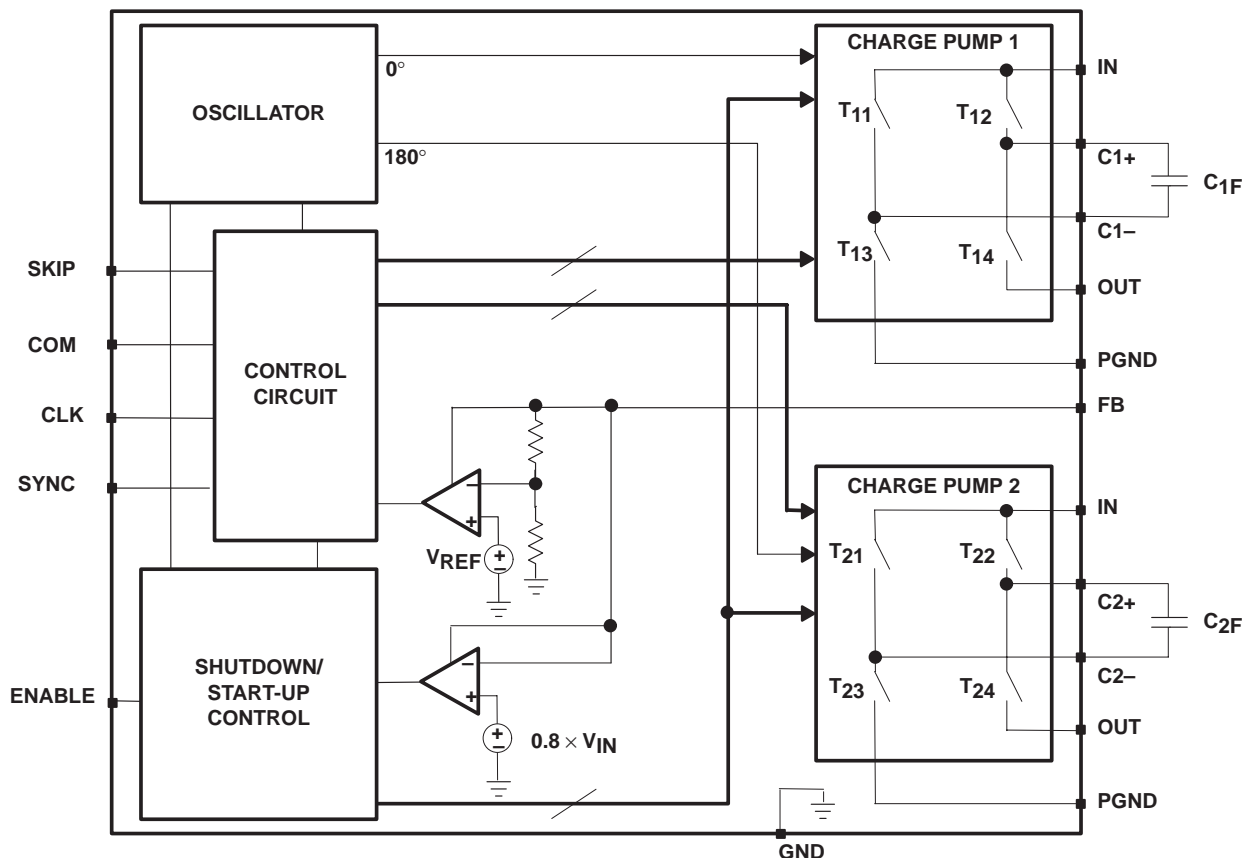 CHARGE PUMP 1
0°
OSCILLATOR
180°
T11
T12
T13
T14
IN
C1+
C1F
C1–
OUT
PGND
FB
SKIP
COM
CLK
SYNC
CONTROL
CIRCUIT
–
+
VREF
+
–
CHARGE PUMP 2
T21
T22
T23
T24
IN
C2+
C2F
C2–
OUT
PGND
ENABLE
SHUTDOWN/
START-UP
CONTROL
–
+
+
–
0.8 × VIN
GND